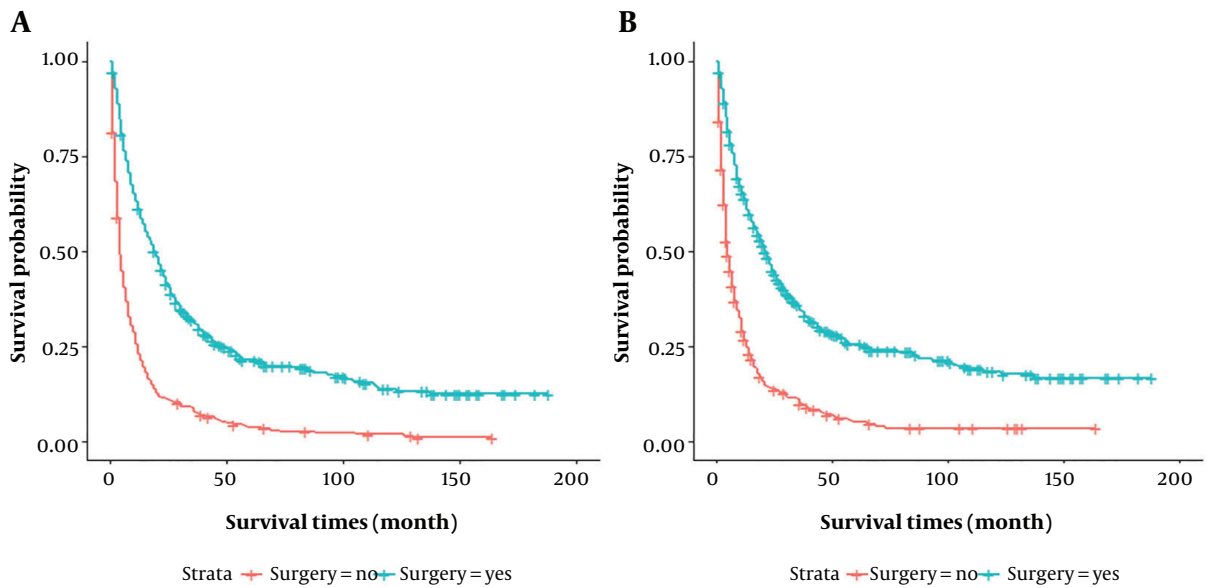 A
1.00
0.75
0.50
0.25
0.00
Survival probability
0 50 100 150 200
Survival times (month)
Strata Surgery = no Surgery = yes
B
1.00
0.75
0.50
0.25
0.00
Survival probability
0 50 100 150 200
Survival times (month)
Strata Surgery = no Surgery = yes